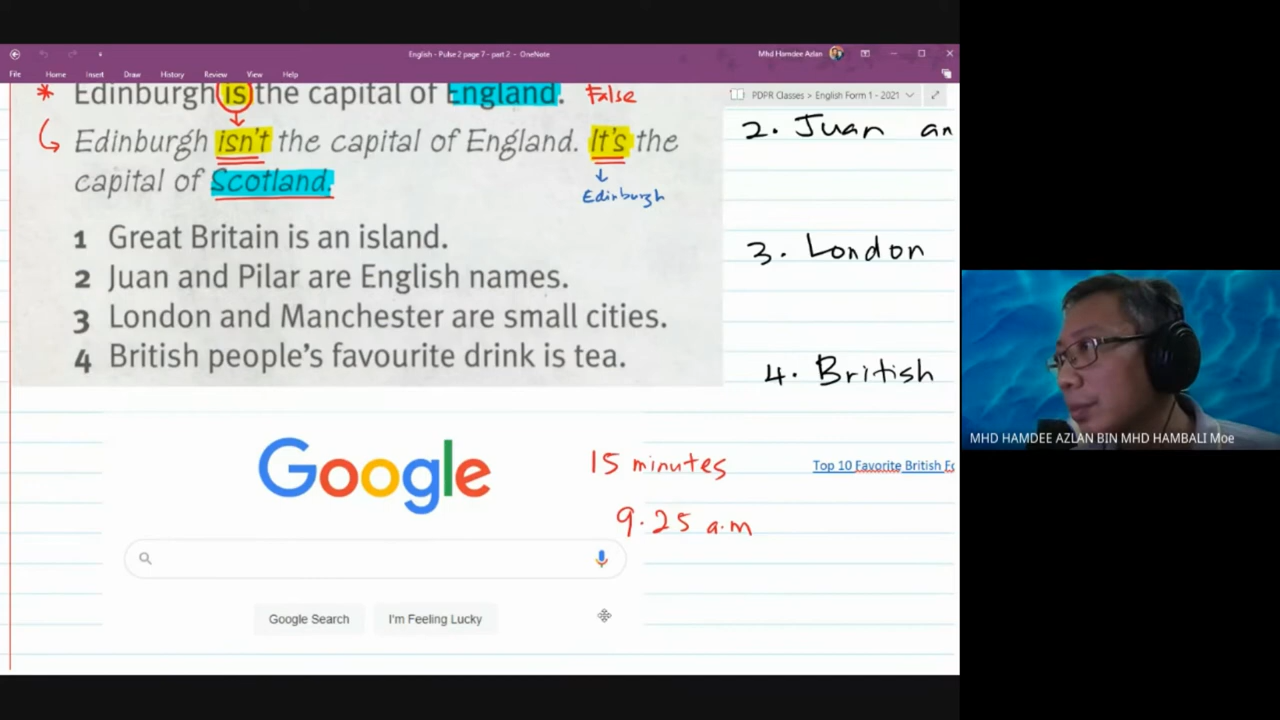 English - Pulse 2 page 7 - part 2 - OneNote
Mhd Hamdee Azlan
File Home Insert Draw History Review View Help
* Edinburgh is the capital of England. False
PDPR Classes > English Form 1 - 2021
Edinburgh isn't the capital of England. It's the
capital of Scotland.
Edinburgh
1 Great Britain is an island.
2 Juan and Pilar are English names.
3 London and Manchester are small cities.
4 British people's favourite drink is tea.
2. Juan an
3. London
4. British
Google
15 minutes
Top 10 Favorite British Fo
9.25 a.m
Google Search
I'm Feeling Lucky
MHD HAMDEE AZLAN BIN MHD HAMBALI Moe